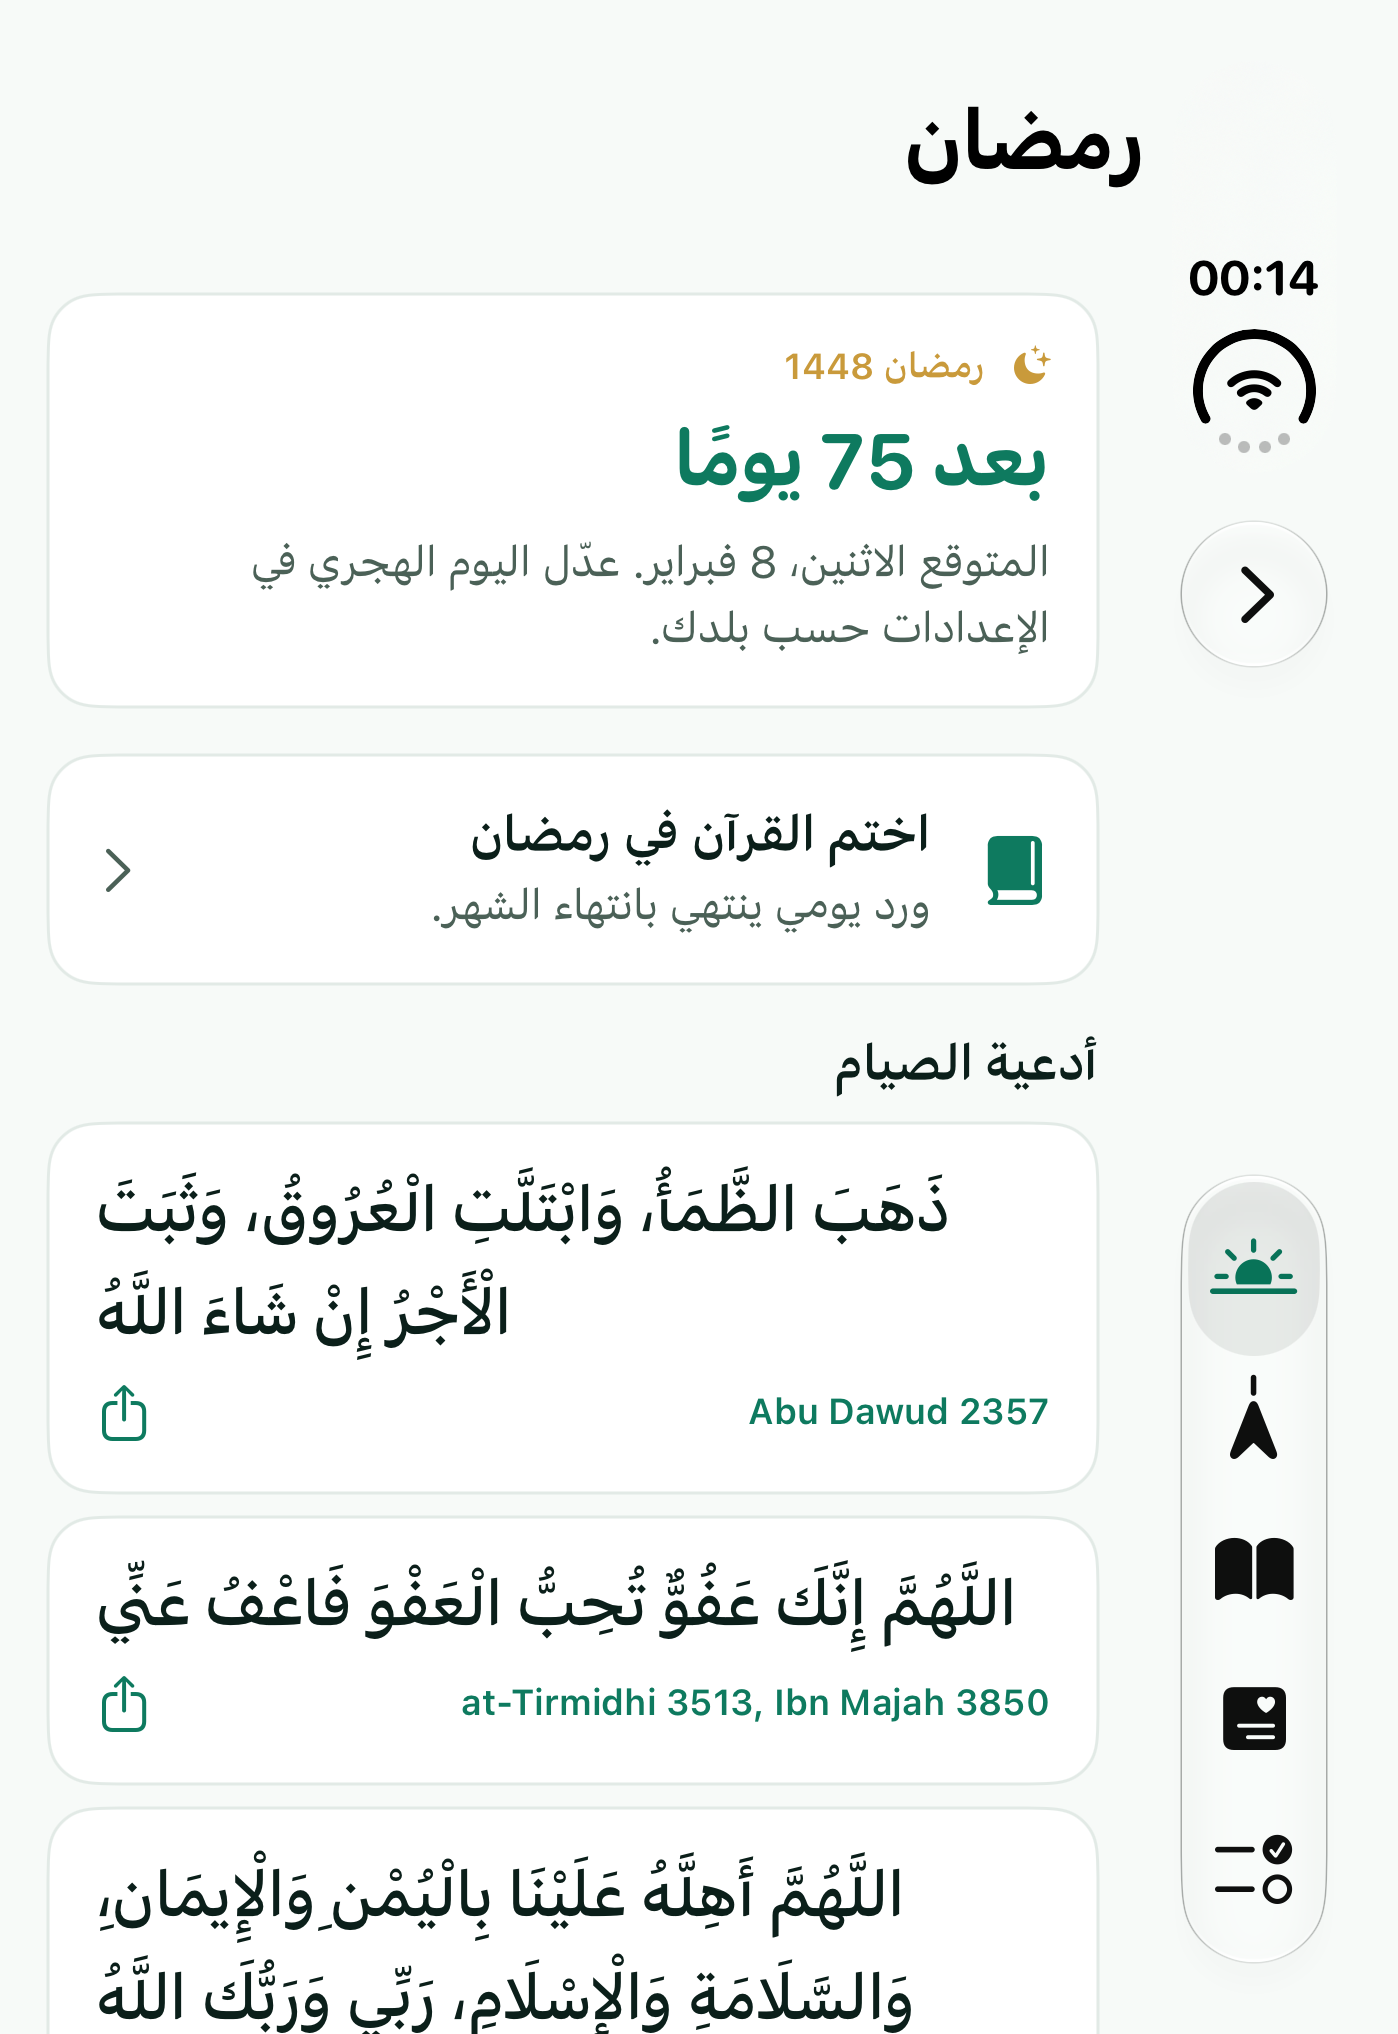 رمضان
00:14
رمضان 1448
بعد 75 يومًا
المتوقع الاثنين، 8 فبراير. عدّل اليوم الهجري في
الإعدادات حسب بلدك.
اختم القرآن في رمضان
ورد يومي ينتهي بانتهاء الشهر.
أدعية الصيام
ذَهَبَ الظَّمَأُ، وَابْتَلَّتِ الْعُرُوقُ، وَثَبَتَ
الْأَجْرُ إِنْ شَاءَ اللَّهُ
Abu Dawud 2357
اللَّهُمَّ إِنَّكَ عَفُوٌّ تُحِبُّ الْعَفْوَ فَاعْفُ عَنِّي
at-Tirmidhi 3513, Ibn Majah 3850
اللَّهُمَّ أَهِلَّهُ عَلَيْنَا بِالْيُمْنِ وَالْإِيمَانِ،
وَالسَّلَامَةِ وَالْإِسْلَامِ، رَبِّي وَرَبُّكَ اللَّهُ